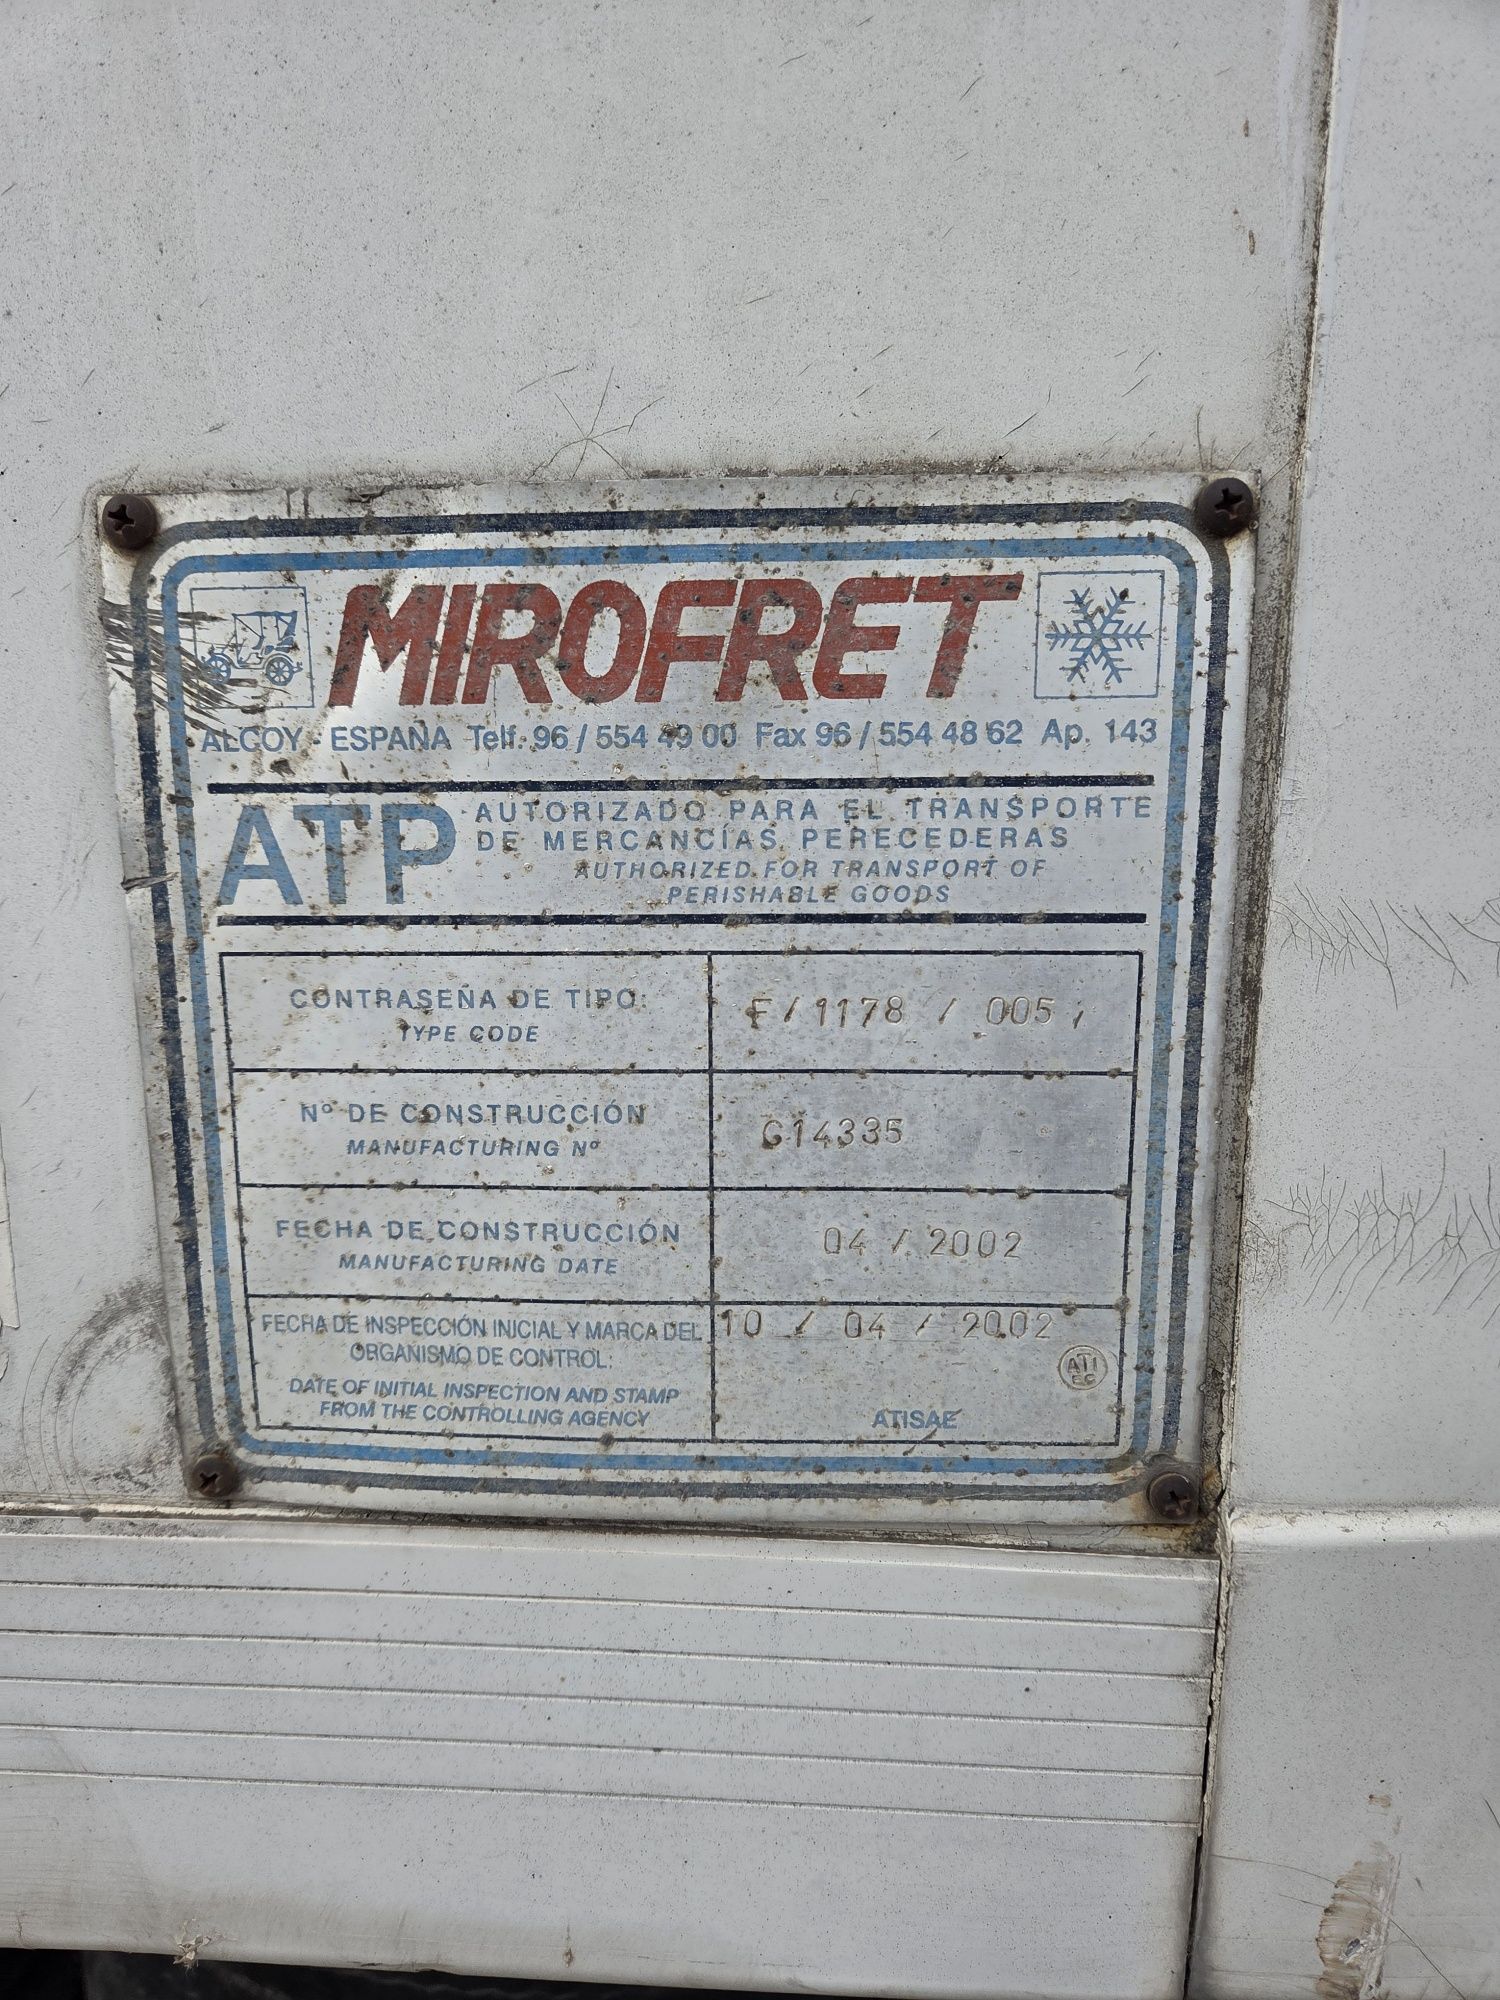 MIROFRET
ALCOY - ESPAÑA Telf. 96 / 554 49 00 Fax 96 / 554 48 62 Ap. 143
ATP
AUTORIZADO PARA EL TRANSPORTE
DE MERCANCÍAS PERECEDERAS
AUTHORIZED FOR TRANSPORT OF
PERISHABLE GOODS
CONTRASEÑA DE TIPO:
TYPE CODE
F / 1178 / 005 /
Nº DE CONSTRUCCIÓN
MANUFACTURING Nº
G14335
FECHA DE CONSTRUCCIÓN
MANUFACTURING DATE
04 / 2002
FECHA DE INSPECCIÓN INICIAL Y MARCA DEL
ORGANISMO DE CONTROL:
DATE OF INITIAL INSPECTION AND STAMP
FROM THE CONTROLLING AGENCY
10 / 04 / 2002
ATI
ATISAE